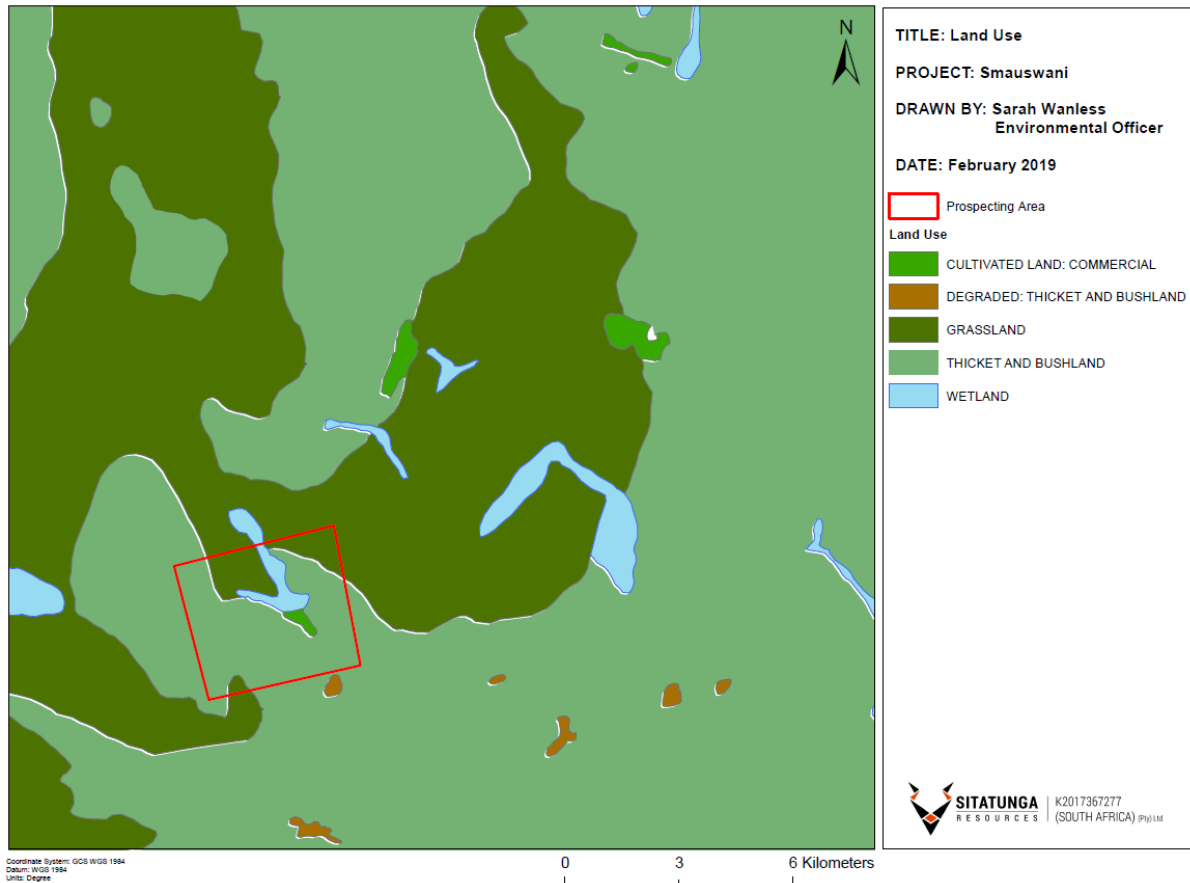 N
TITLE: Land Use
PROJECT: Smauswani
DRAWN BY: Sarah Wanless
Environmental Officer
DATE: February 2019
Prospecting Area
Land Use
CULTIVATED LAND: COMMERCIAL
DEGRADED: THICKET AND BUSHLAND
GRASSLAND
THICKET AND BUSHLAND
WETLAND
SITATUNGA
RESOURCES
K2017367277
(SOUTH AFRICA) (Pty) Ltd
Coordinate System: GCS WGS 1984
Datum: WGS 1984
Units: Degree
0 3 6 Kilometers